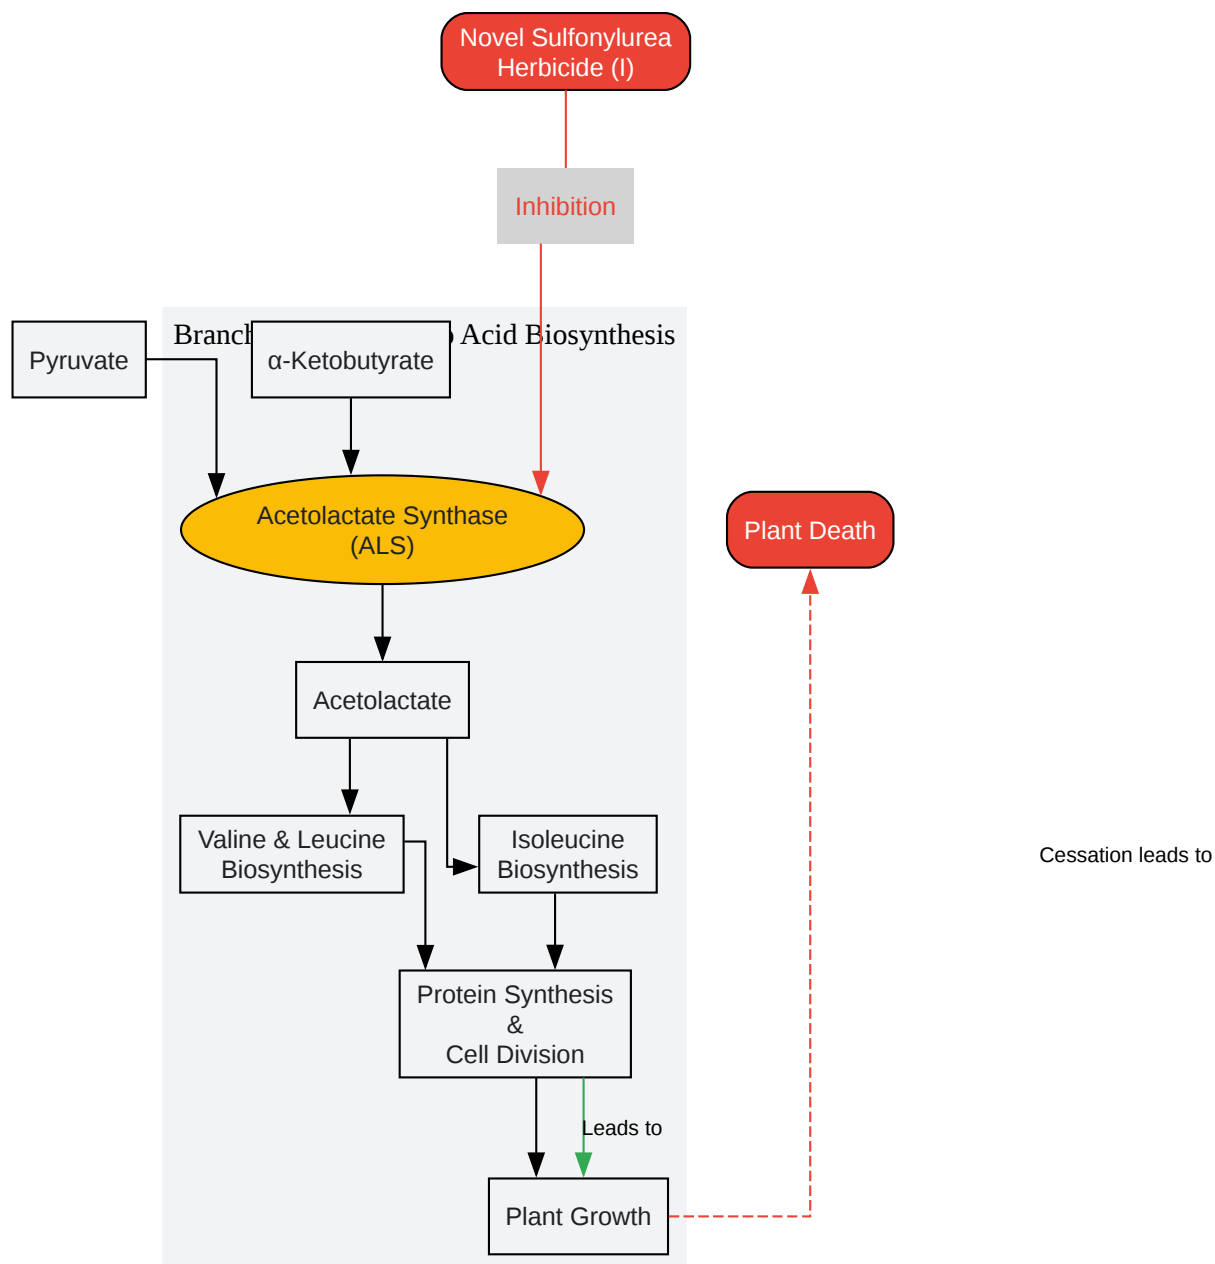 Novel Sulfonylurea
Herbicide (I)
Inhibition
Pyruvate
Acid Biosynthesis
α-Ketobutyrate
Acetolactate Synthase
(ALS)
Plant Death
Acetolactate
Valine & Leucine
Biosynthesis
Isoleucine
Biosynthesis
Cessation leads to
Protein Synthesis
&
Cell Division
Leads to
Plant Growth